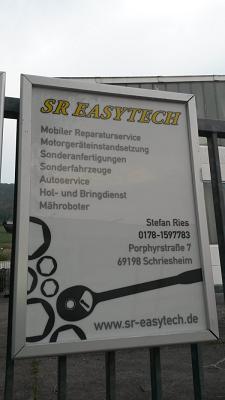 SR EASYTECH
Mobiler Reparaturservice
Motorgeräteinstandsetzung
Sonderanfertigungen
Sonderfahrzeuge
Autoservice
Hol- und Bringdienst
Mähroboter
Stefan Ries
0178-1597783
Porphyrstraße 7
69198 Schriesheim
www.sr-easytech.de